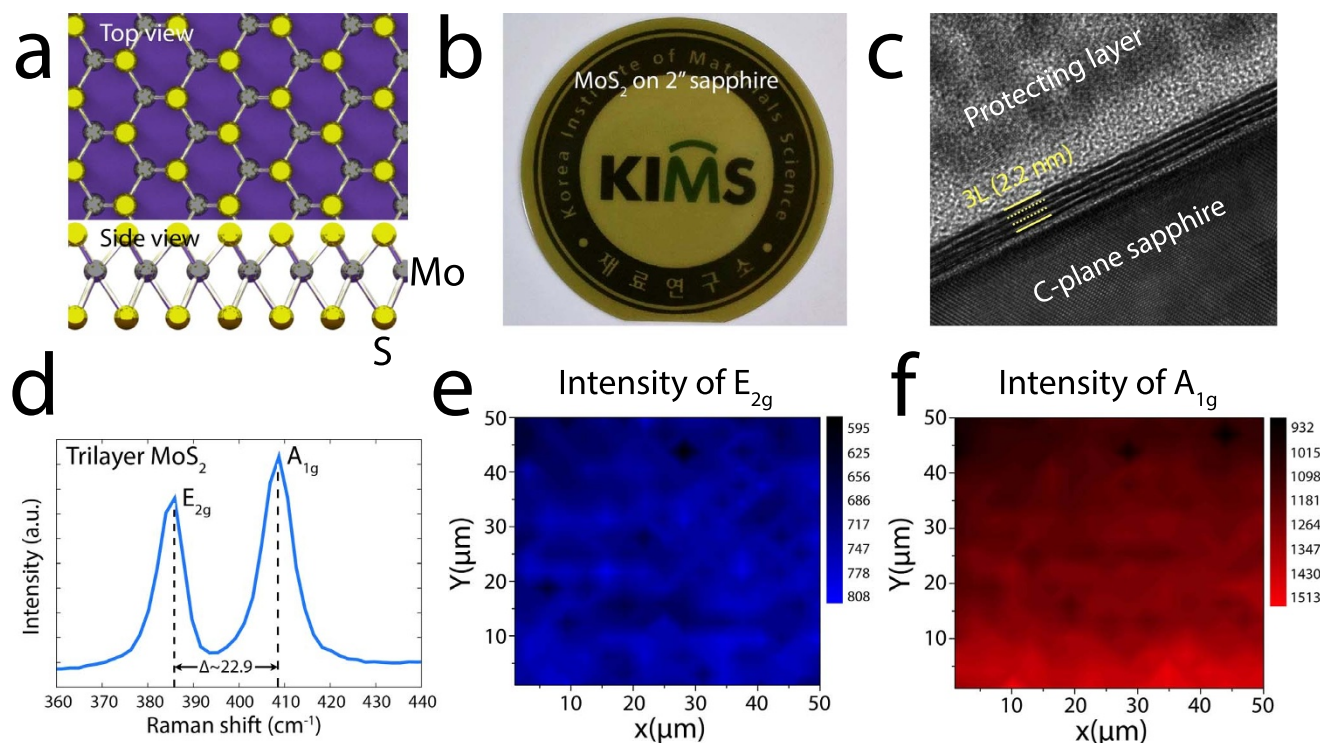 a
Top view
Side view
Mo
S
b
Korea Institute of Materials Science
MoS2 on 2" sapphire
KIMS
재료연구소
c
Protecting layer
3L (2.2 nm)
C-plane sapphire
d
Trilayer MoS2
E2g
A1g
Δ~22.9
Intensity (a.u.)
360 370 380 390 400 410 420 430 440
Raman shift (cm-1)
e
Intensity of E2g
50
40
30
20
10
Y(μm)
10 20 30 40 50
x(μm)
595
625
656
686
717
747
778
808
f
Intensity of A1g
50
40
30
20
10
Y(μm)
10 20 30 40 50
x(μm)
932
1015
1098
1181
1264
1347
1430
1513